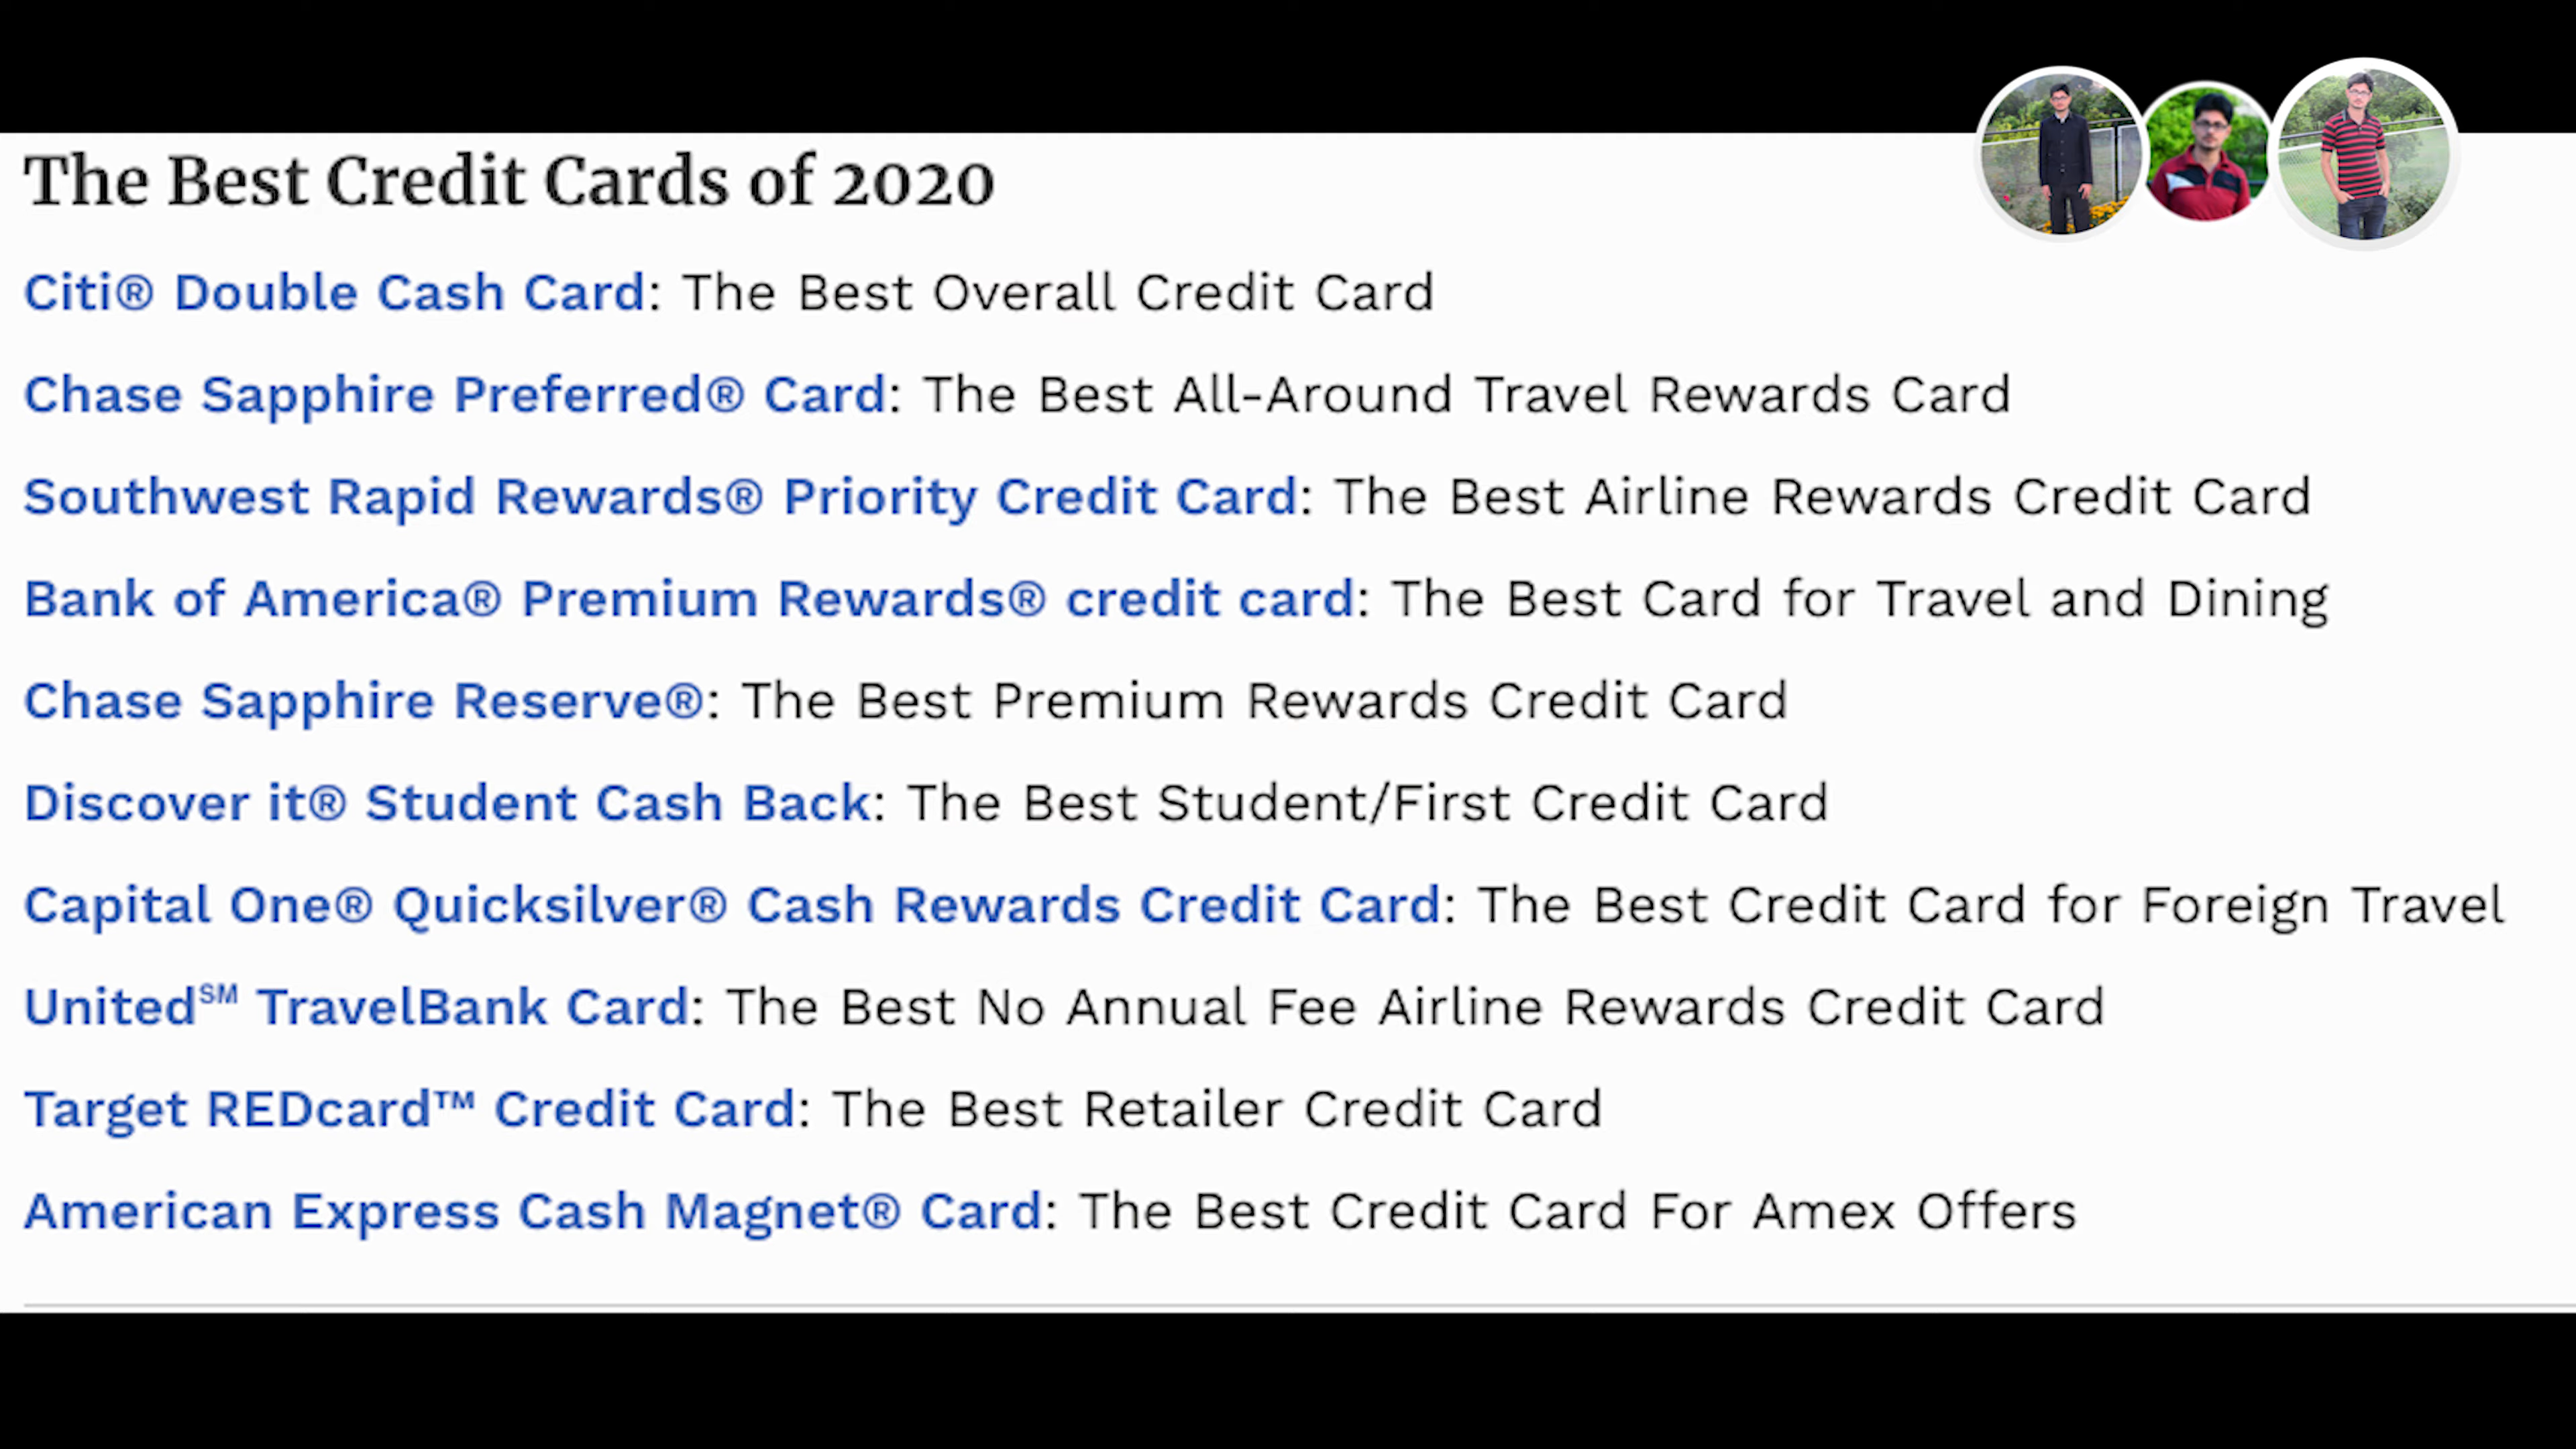 The Best Credit Cards of 2020
Citi® Double Cash Card: The Best Overall Credit Card
Chase Sapphire Preferred® Card: The Best All-Around Travel Rewards Card
Southwest Rapid Rewards® Priority Credit Card: The Best Airline Rewards Credit Card
Bank of America® Premium Rewards® credit card: The Best Card for Travel and Dining
Chase Sapphire Reserve®: The Best Premium Rewards Credit Card
Discover it® Student Cash Back: The Best Student/First Credit Card
Capital One® Quicksilver® Cash Rewards Credit Card: The Best Credit Card for Foreign Travel
United℠ TravelBank Card: The Best No Annual Fee Airline Rewards Credit Card
Target REDcard™ Credit Card: The Best Retailer Credit Card
American Express Cash Magnet® Card: The Best Credit Card For Amex Offers